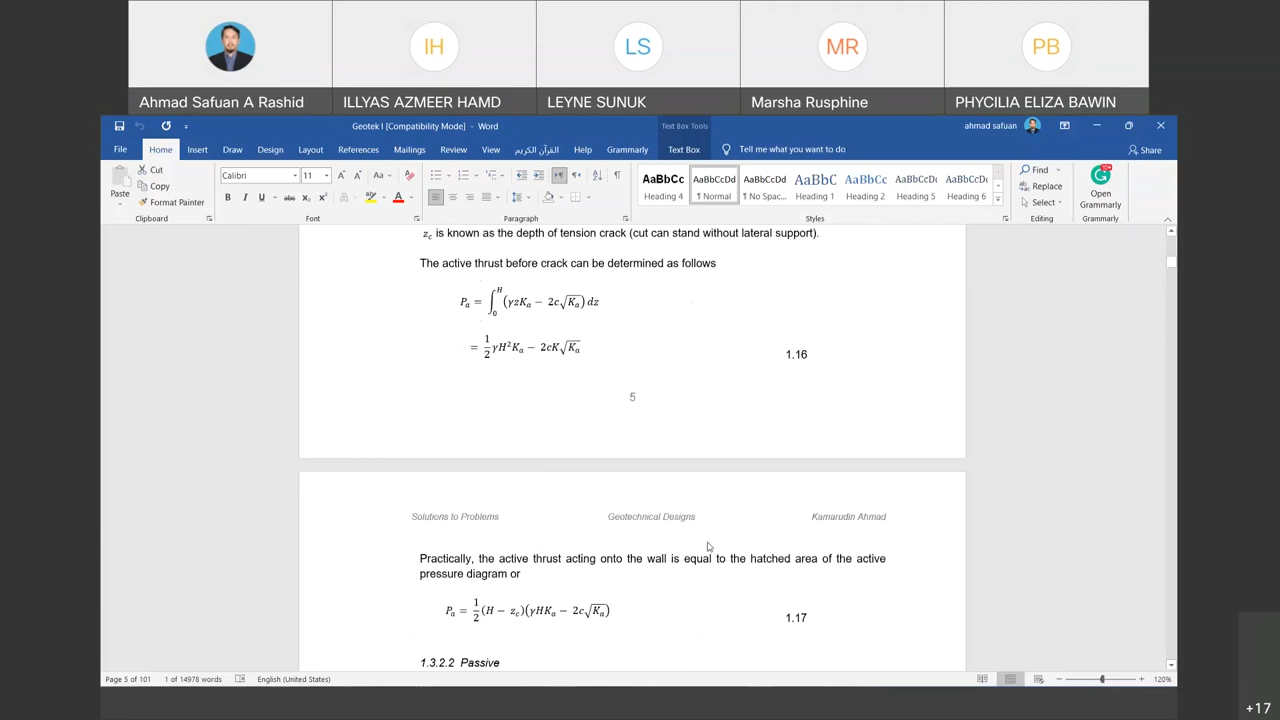 IH
LS
MR
PB
Ahmad Safuan A Rashid
ILLYAS AZMEER HAMD
LEYNE SUNUK
Marsha Rusphine
PHYCILIA ELIZA BAWIN
Geotek I [Compatibility Mode] - Word
Text Box Tools
ahmad safuan
File
Home
Insert
Draw
Design
Layout
References
Mailings
Review
View
القرآن الكريم
Help
Grammarly
Text Box
Tell me what you want to do
Share
Paste
Cut
Copy
Format Painter
Clipboard
Calibri
11
Font
Paragraph
AaBbCc
Heading 4
AaBbCcDd
¶ Normal
AaBbCcDd
¶ No Spac...
AaBbC
Heading 1
AaBbCc
Heading 2
AaBbCc
Heading 5
AaBbCc
Heading 6
Styles
Find
Replace
Select
Editing
Open
Grammarly
Grammarly
z_c is known as the depth of tension crack (cut can stand without lateral support).
The active thrust before crack can be determined as follows
P_a = ∫_0^H (γzK_a − 2c√K_a) dz
= 1/2 γH²K_a − 2cK√K_a 1.16
5
Solutions to Problems Geotechnical Designs Kamarudin Ahmad
Practically, the active thrust acting onto the wall is equal to the hatched area of the active
pressure diagram or
P_a = 1/2 (H − z_c)(γHK_a − 2c√K_a) 1.17
1.3.2.2 Passive
Page 5 of 101
1 of 14978 words
English (United States)
120%
+17